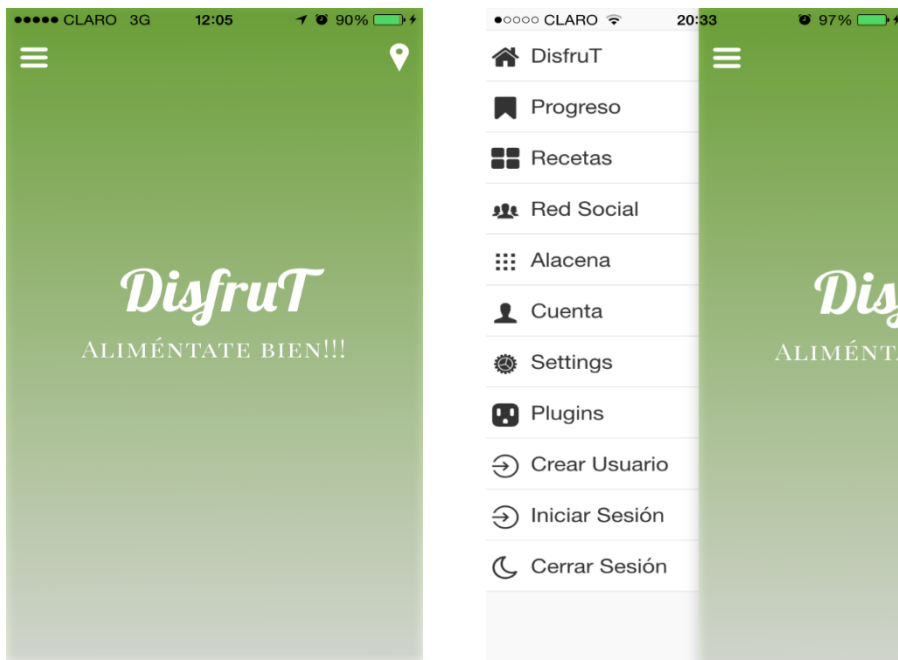 CLARO 3G 12:05 90%
DisfruT
ALIMÉNTATE BIEN!!!
CLARO 20:33 97%
DisfruT
Progreso
Recetas
Red Social
Alacena
Cuenta
Settings
Plugins
Crear Usuario
Iniciar Sesión
Cerrar Sesión
Dis
ALIMÉNT